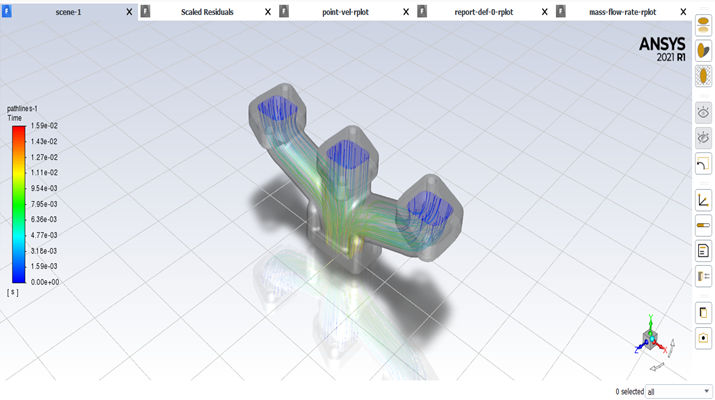 scene-1
Scaled Residuals
point-vel-rplot
report-def-0-rplot
mass-flow-rate-rplot
ANSYS
2021 R1
pathlines-1
Time
1.59e-02
1.43e-02
1.27e-02
1.11e-02
9.54e-03
7.95e-03
6.36e-03
4.77e-03
3.18e-03
1.59e-03
0.00e+00
[ s ]
Y
Z
X
0 selected all